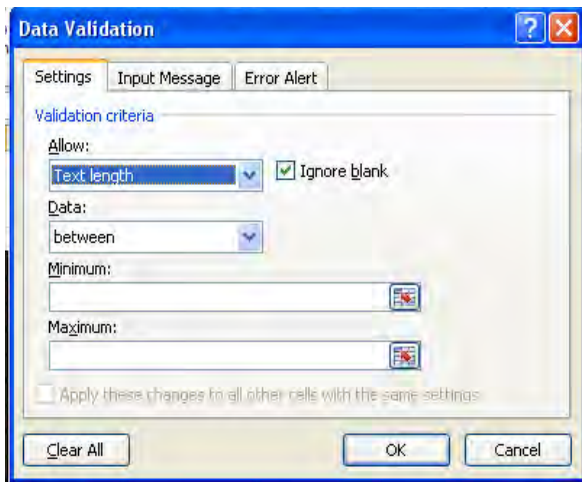 Data Validation
Settings Input Message Error Alert
Validation criteria
Allow:
Text length Ignore blank
Data:
between
Minimum:
Maximum:
Apply these changes to all other cells with the same settings
Clear All OK Cancel